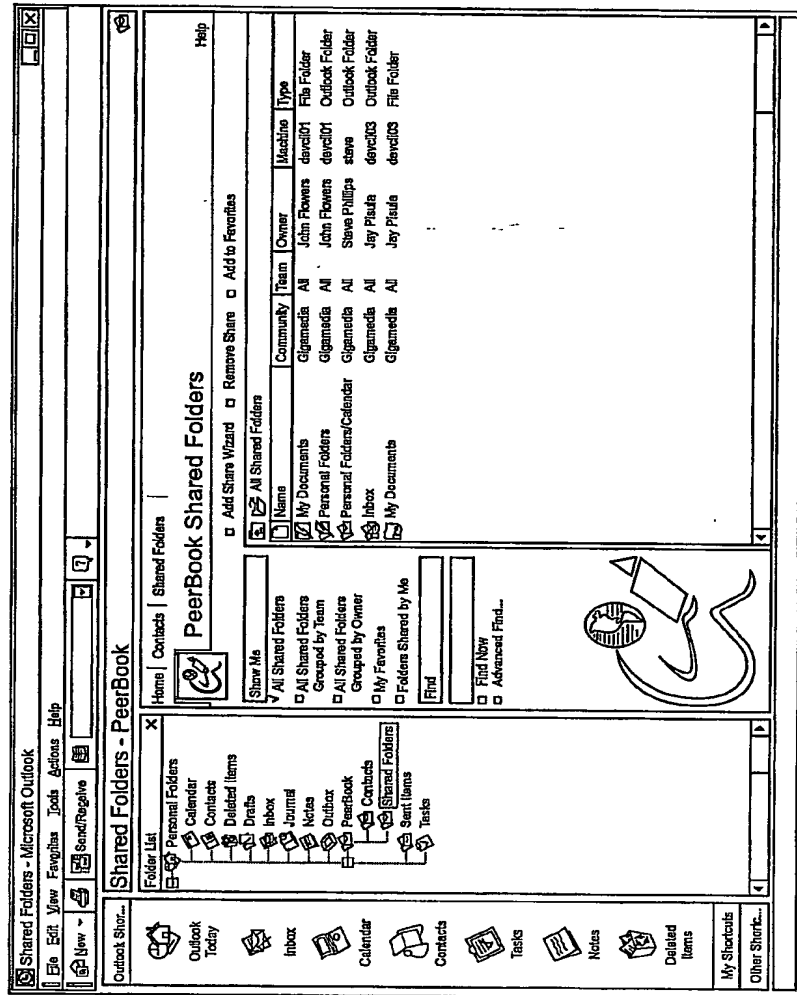 Shared Folders - Microsoft Outlook
File Edit View Favorites Tools Actions Help
New Send/Receive
Outlook Shor...
Shared Folders - PeerBook
Outlook Today
Inbox
Calendar
Contacts
Tasks
Notes
Deleted Items
My Shortcuts
Other Shortc...
Folder List X
Personal Folders
Calendar
Contacts
Deleted Items
Drafts
Inbox
Journal
Notes
Outbox
PeerBook
Contacts
Shared Folders
Sent Items
Tasks
Home | Contacts | Shared Folders |
Help
PeerBook Shared Folders
Add Share Wizard Remove Share Add to Favorites
Show Me
All Shared Folders
All Shared Folders
Grouped by Team
All Shared Folders
Grouped by Owner
My Favorites
Folders Shared by Me
Find
Find Now
Advanced Find...
All Shared Folders
Name Community Team Owner Machine Type
My Documents Gigamedia All John Flowers devcli01 File Folder
Personal Folders Gigamedia All John Flowers devcli01 Outlook Folder
Personal Folders/Calendar Gigamedia All Steve Phillips steve Outlook Folder
Inbox Gigamedia All Jay Pisula devcli03 Outlook Folder
My Documents Gigamedia All Jay Pisula devcli03 File Folder